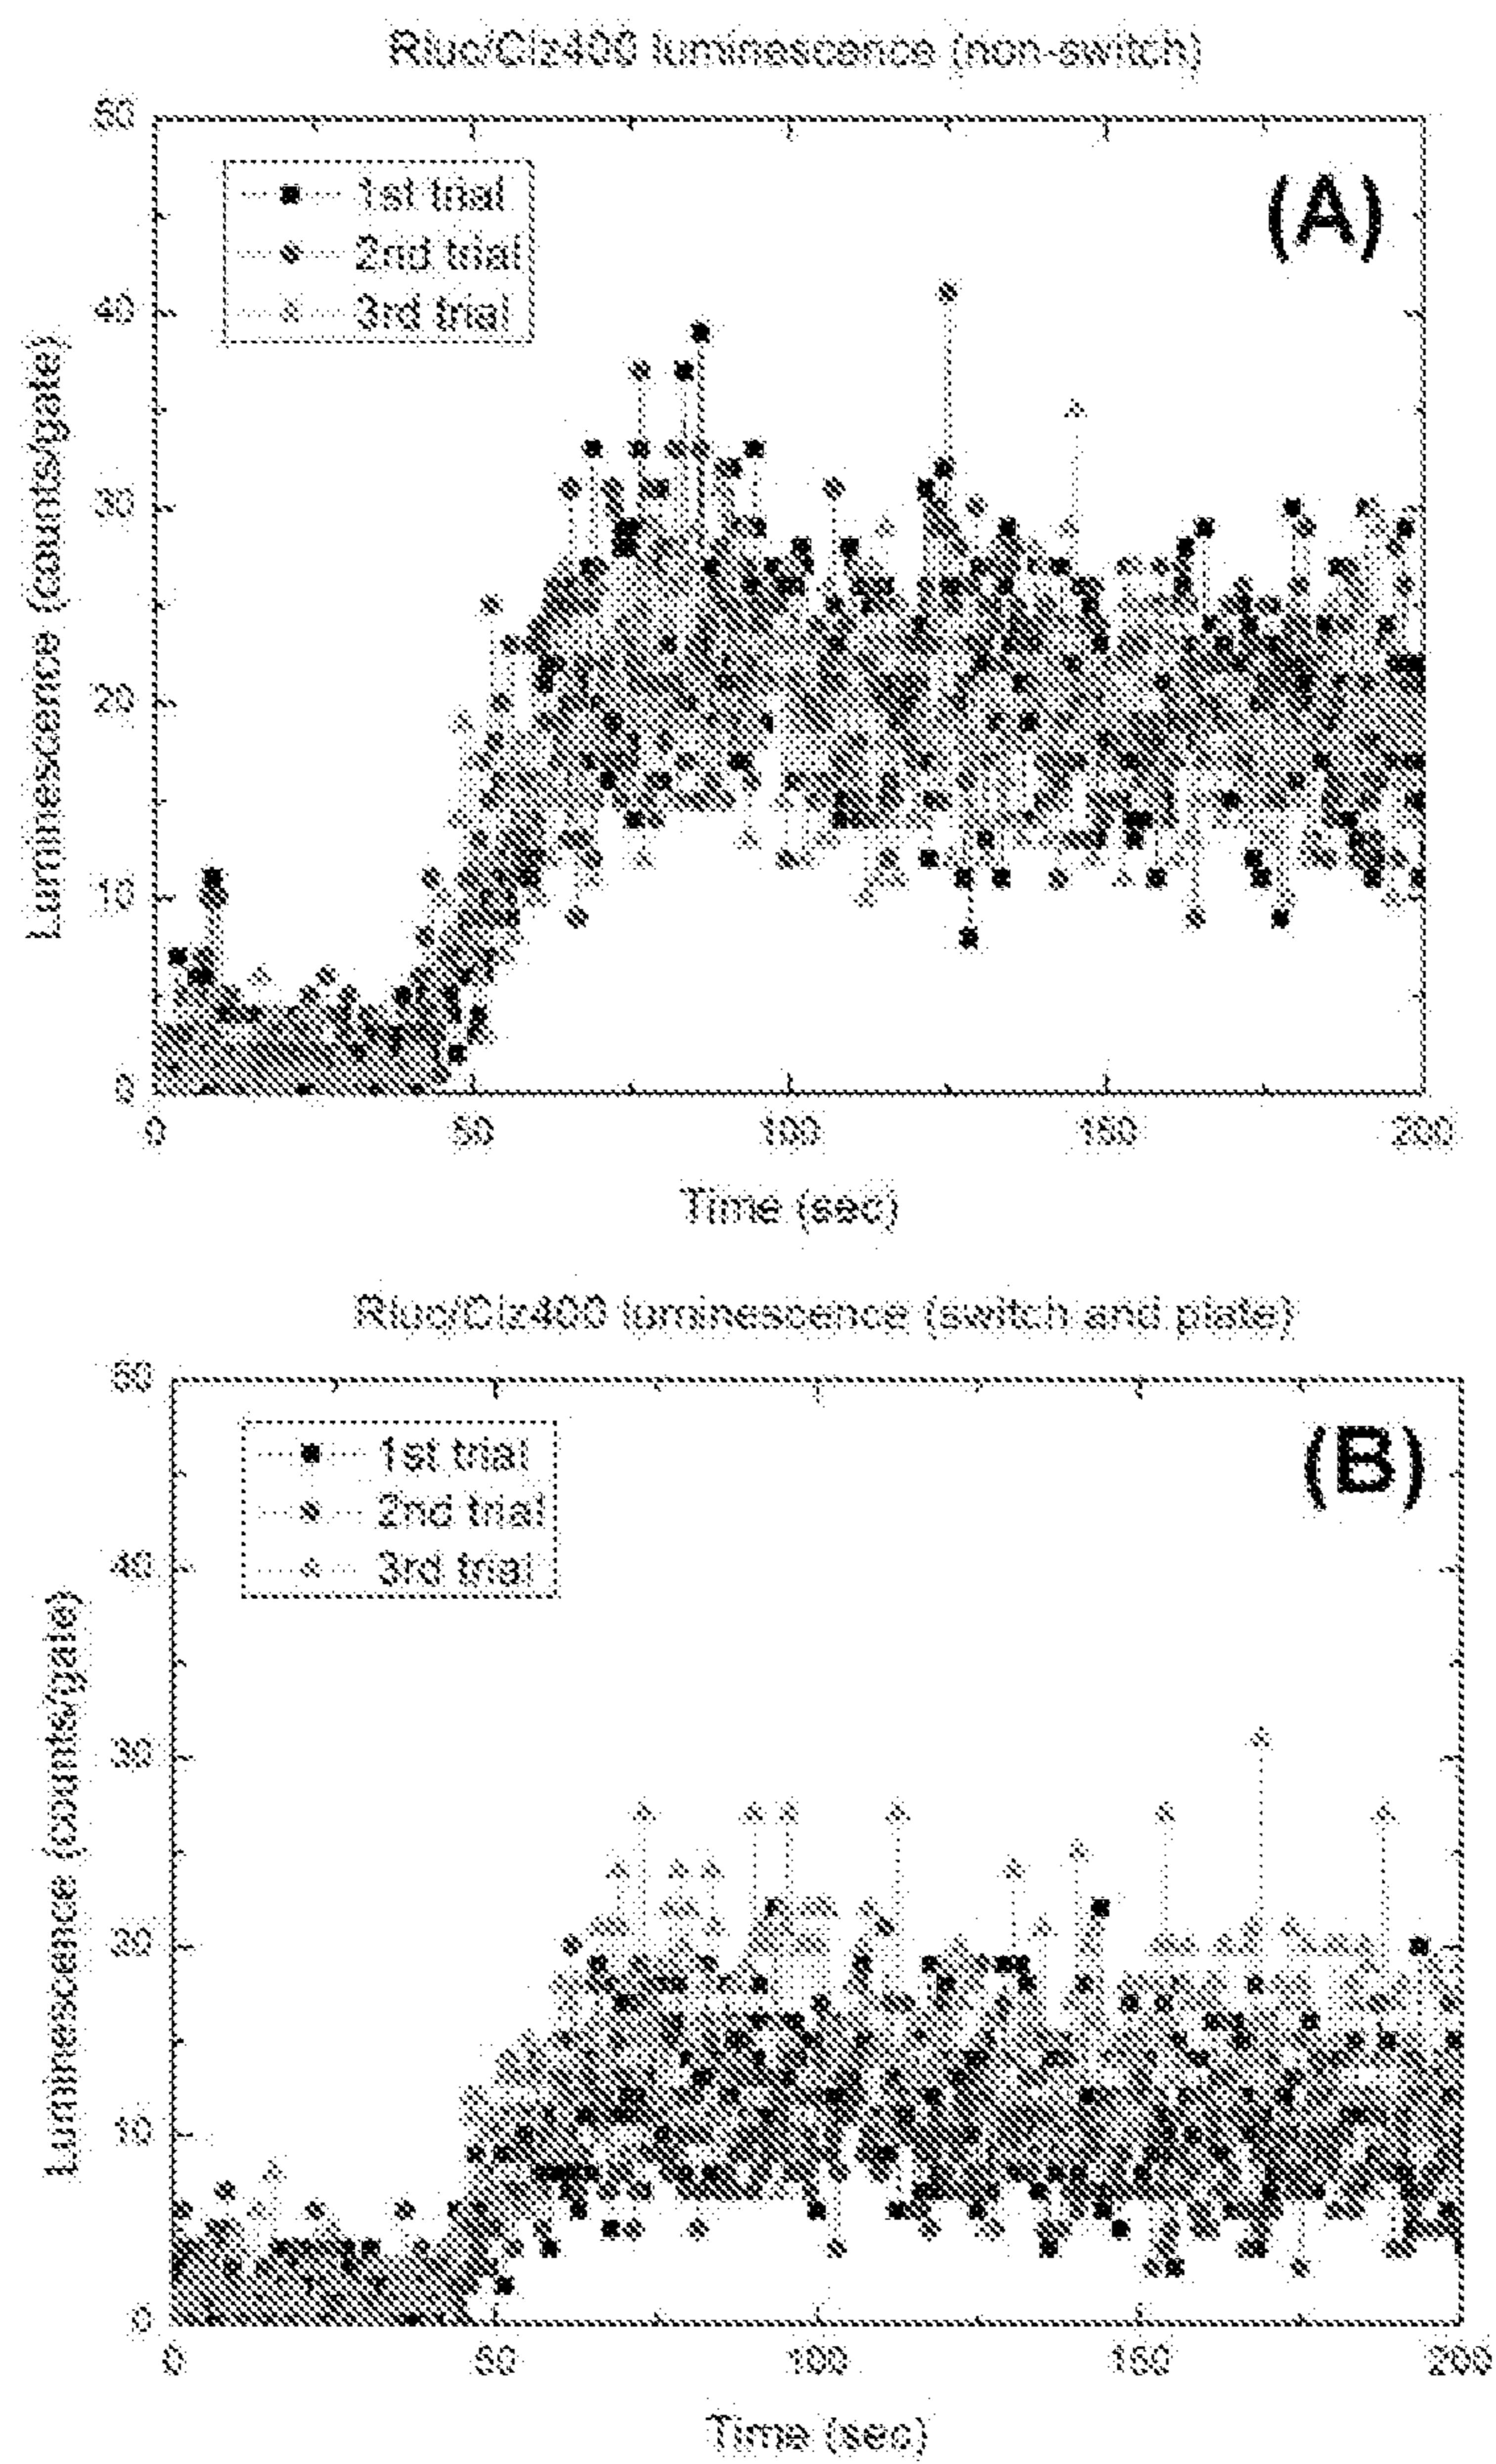 Rluc/Clz400 luminescence (non-switch)
50
1st trial
2nd trial
3rd trial
(A)
40
30
20
10
0
Luminescence (counts/gate)
0 50 100 150 200
Time (sec)
Rluc/Clz400 luminescence (switch and plate)
50
1st trial
2nd trial
3rd trial
(B)
40
30
20
10
0
Luminescence (counts/gate)
0 50 100 150 200
Time (sec)